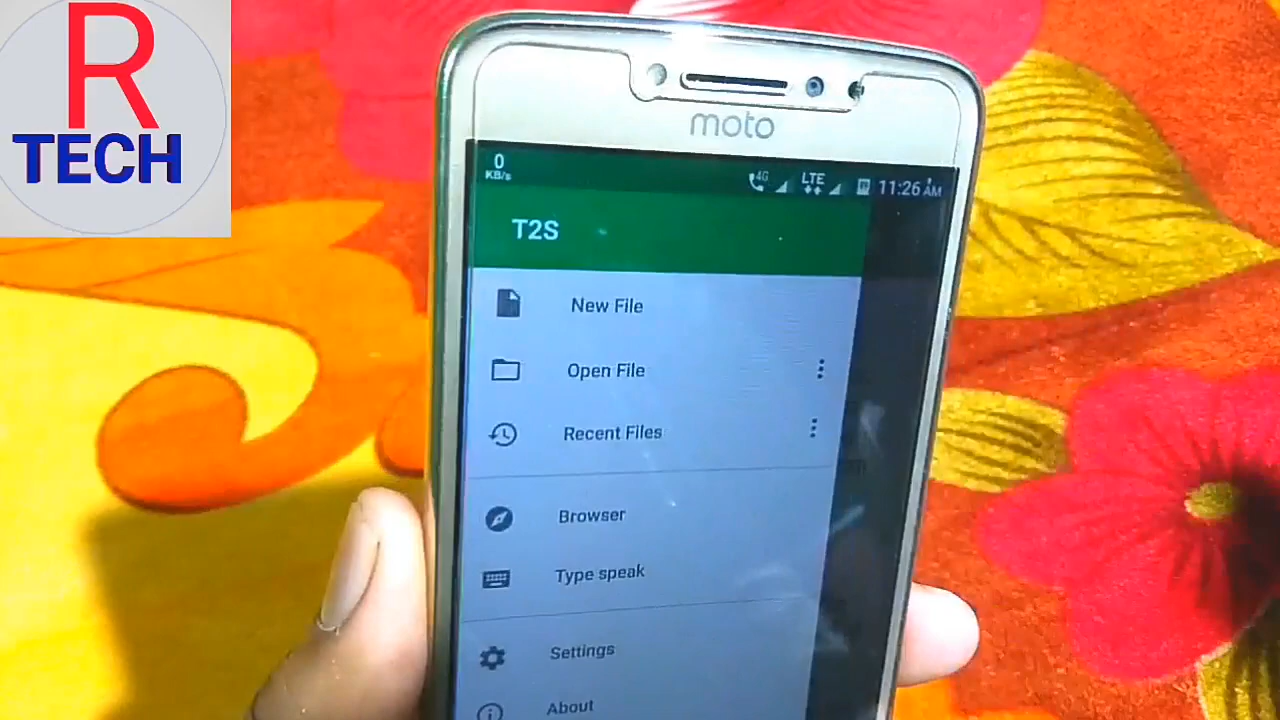 R
TECH
moto
0
KB/s
4G
LTE
11:26 AM
T2S
New File
Open File
Recent Files
Browser
Type speak
Settings
About